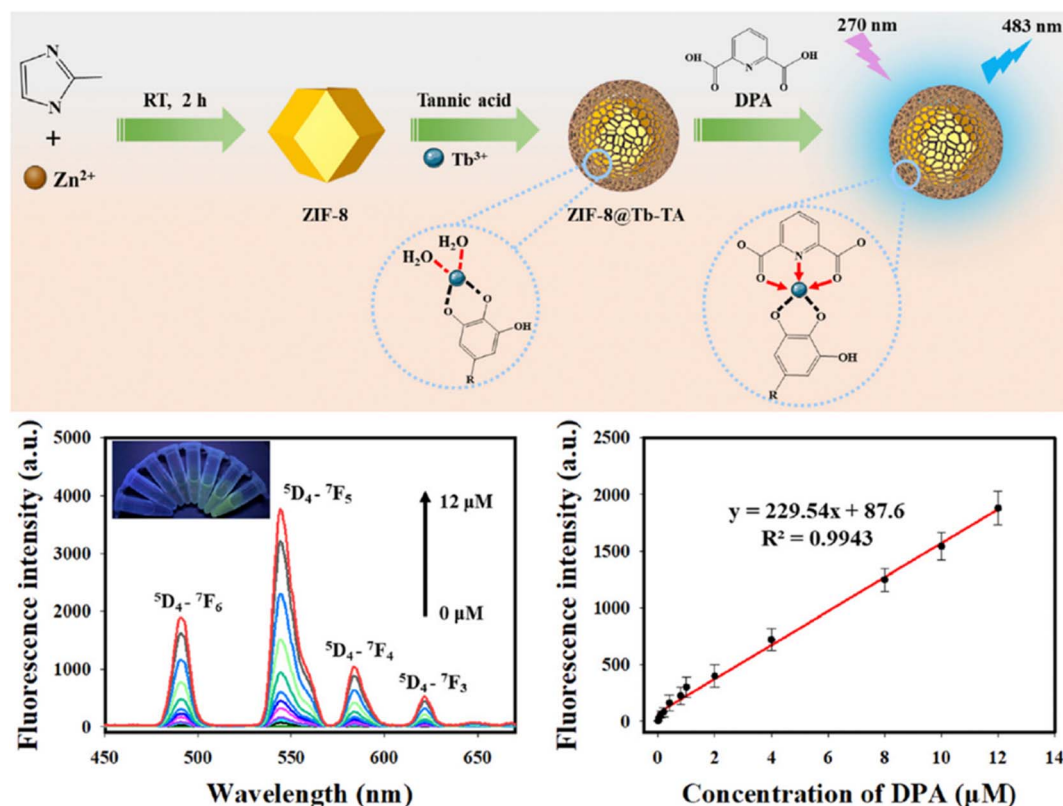 N
N
+
Zn²⁺
RT, 2 h
ZIF-8
Tannic acid
Tb³⁺
ZIF-8@Tb-TA
H₂O
H₂O
O
O
OH
R
OH
OH
N
O
O
DPA
270 nm
483 nm
O
O
N
O
O
O
O
OH
R
Fluorescence intensity (a.u.)
5000
4000
3000
2000
1000
0
⁵D₄ - ⁷F₆
⁵D₄ - ⁷F₅
⁵D₄ - ⁷F₄
⁵D₄ - ⁷F₃
12 µM
0 µM
450 500 550 600 650
Wavelength (nm)
Fluorescence intensity (a.u.)
2500
2000
1500
1000
500
0
y = 229.54x + 87.6
R² = 0.9943
0 2 4 6 8 10 12 14
Concentration of DPA (µM)